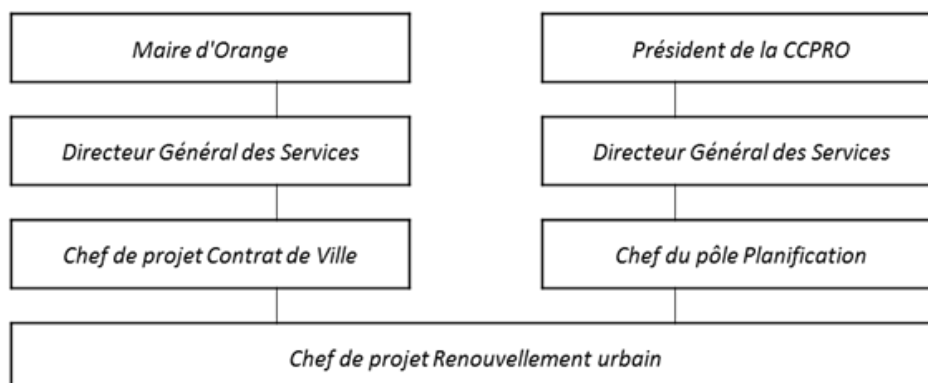 Maire d'Orange
Président de la CCPRO
Directeur Général des Services
Directeur Général des Services
Chef de projet Contrat de Ville
Chef du pôle Planification
Chef de projet Renouvellement urbain